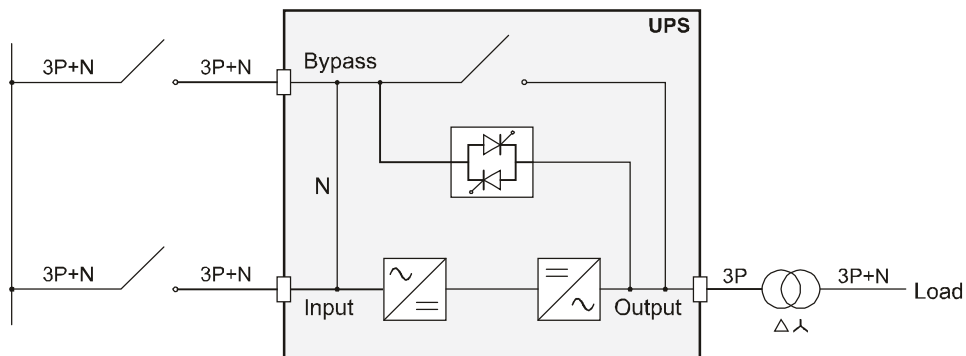 UPS
3P+N
3P+N
Bypass
N
3P+N
3P+N
Input
Output
3P
3P+N
Load